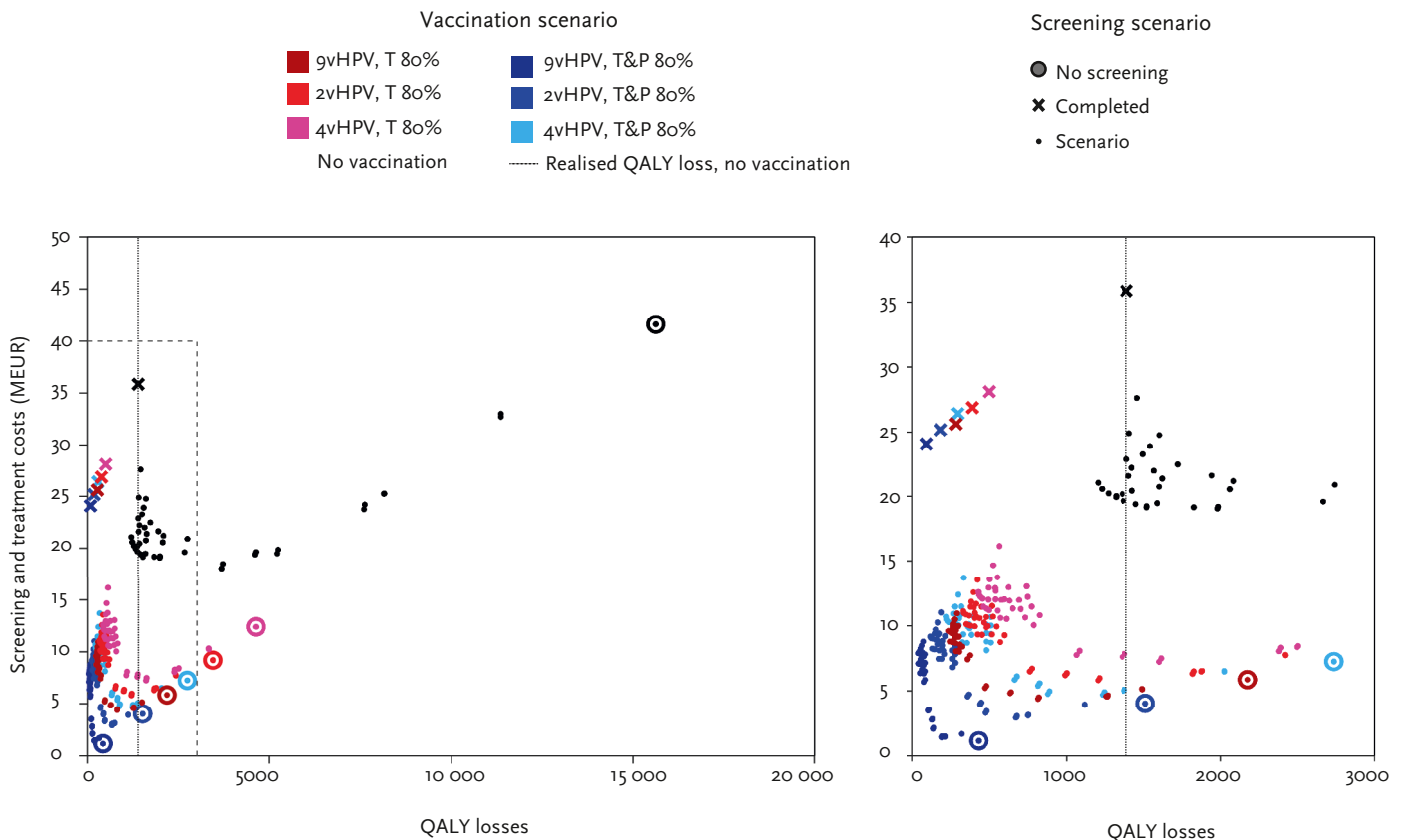 Vaccination scenario
9vHPV, T 80%
2vHPV, T 80%
4vHPV, T 80%
No vaccination
9vHPV, T&P 80%
2vHPV, T&P 80%
4vHPV, T&P 80%
Realised QALY loss, no vaccination
Screening scenario
No screening
Completed
Scenario
Screening and treatment costs (MEUR)
50
45
40
35
30
25
20
15
10
5
0
0
5000
10 000
15 000
20 000
QALY losses
40
35
30
25
20
15
10
5
0
0
1000
2000
3000
QALY losses